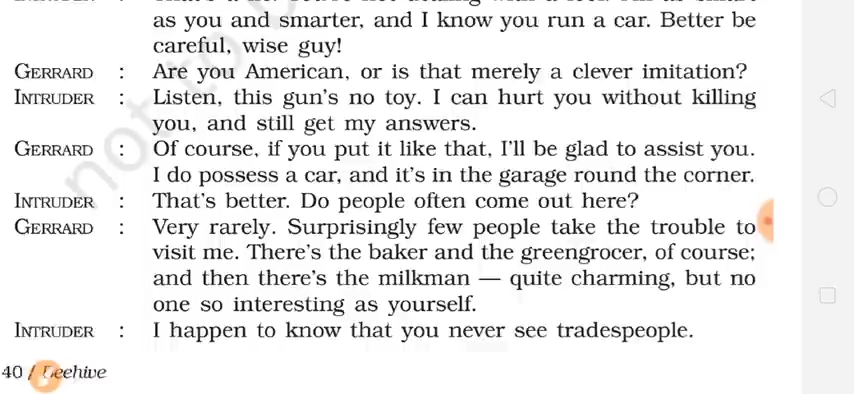 as you and smarter, and I know you run a car. Better be
careful, wise guy!
GERRARD : Are you American, or is that merely a clever imitation?
INTRUDER : Listen, this gun's no toy. I can hurt you without killing
you, and still get my answers.
GERRARD : Of course, if you put it like that, I'll be glad to assist you.
I do possess a car, and it's in the garage round the corner.
INTRUDER : That's better. Do people often come out here?
GERRARD : Very rarely. Surprisingly few people take the trouble to
visit me. There's the baker and the greengrocer, of course;
and then there's the milkman — quite charming, but no
one so interesting as yourself.
INTRUDER : I happen to know that you never see tradespeople.
40 / Beehive
not to